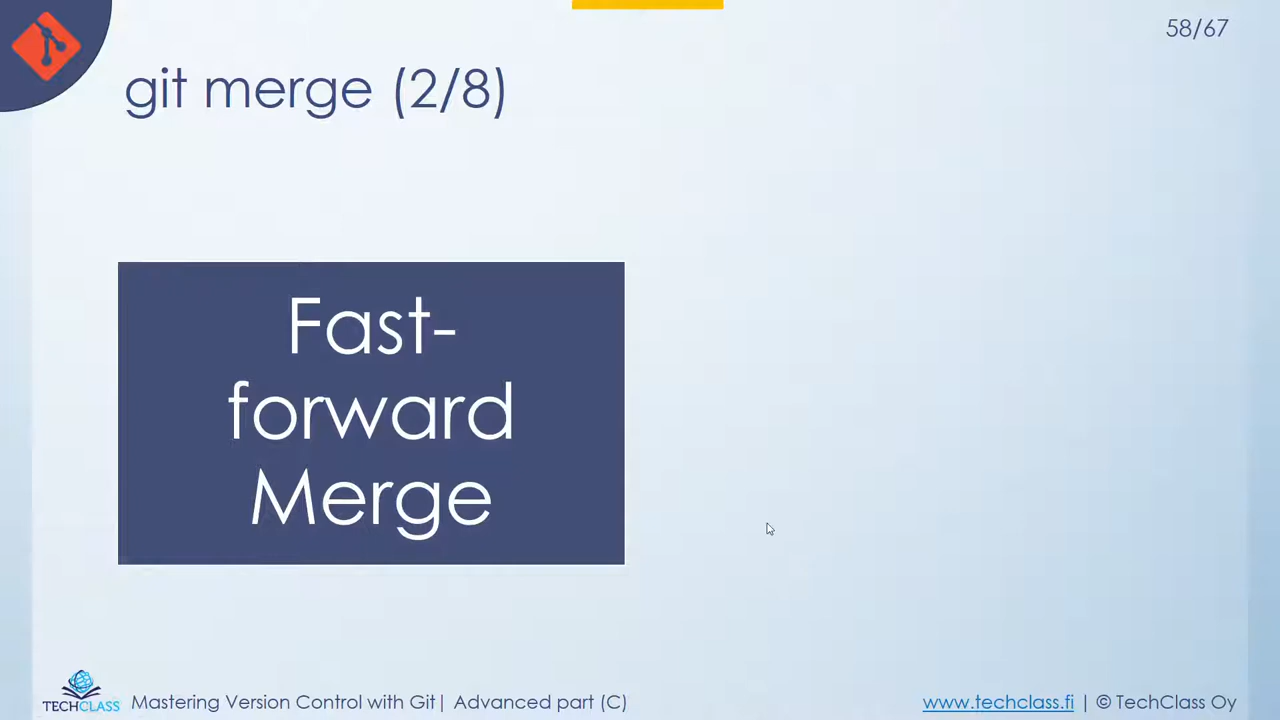 58/67
git merge (2/8)
Fast-
forward
Merge
TECHCLASS
Mastering Version Control with Git| Advanced part (C)
www.techclass.fi | © TechClass Oy